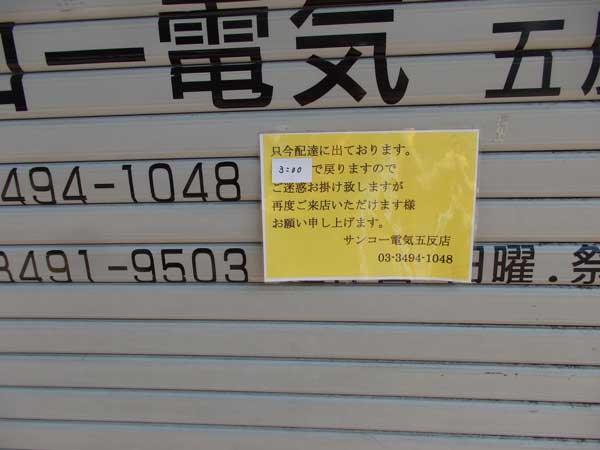 ー電気 五反
494-1048
3491-9503
日曜.祭
只今配達に出ております。
3:00 で戻りますので
ご迷惑お掛け致しますが
再度ご来店いただけます様
お願い申し上げます。
サンコー電気五反店
03-3494-1048